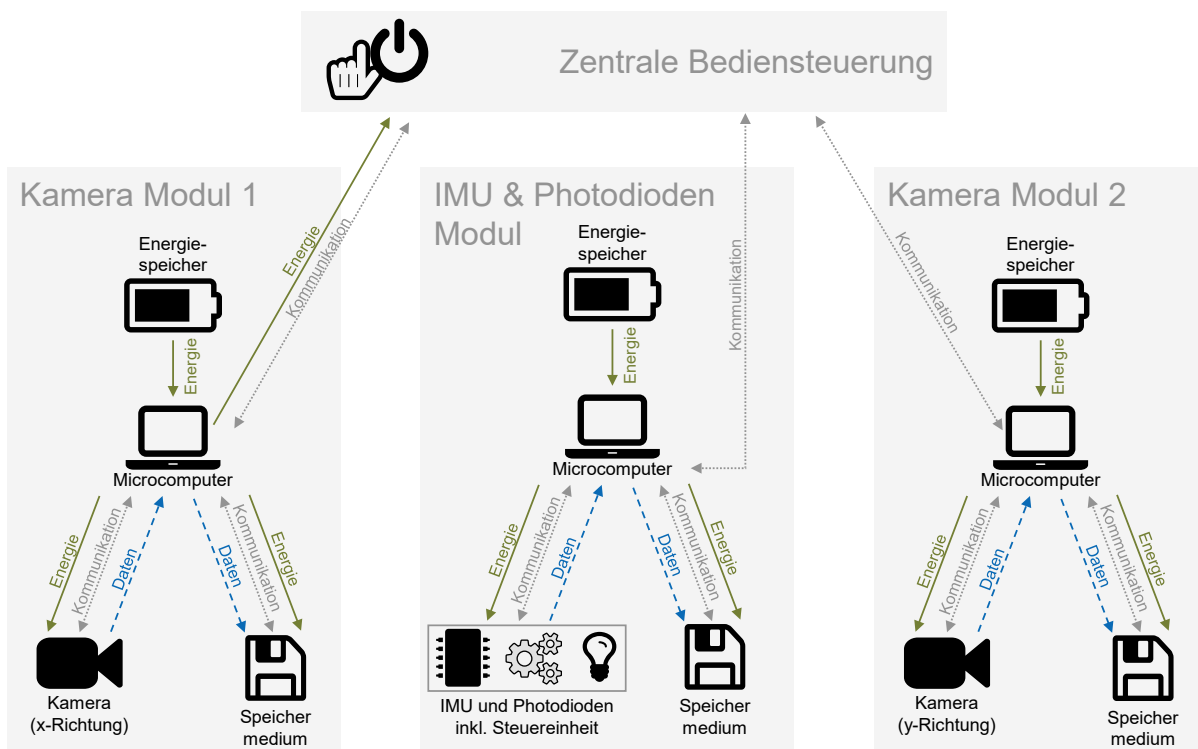 Zentrale Bediensteuerung
Kamera Modul 1
Energie-
speicher
Energie
Energie
Kommunikation
Microcomputer
Energie
Kommunikation
Daten
Daten
Kommunikation
Energie
Kamera
(x-Richtung)
Speicher
medium
IMU & Photodioden
Modul
Energie-
speicher
Energie
Kommunikation
Microcomputer
Energie
Kommunikation
Daten
Daten
Kommunikation
Energie
IMU und Photodioden
inkl. Steuereinheit
Speicher
medium
Kamera Modul 2
Kommunikation
Energie-
speicher
Energie
Microcomputer
Energie
Kommunikation
Daten
Daten
Kommunikation
Energie
Kamera
(y-Richtung)
Speicher
medium